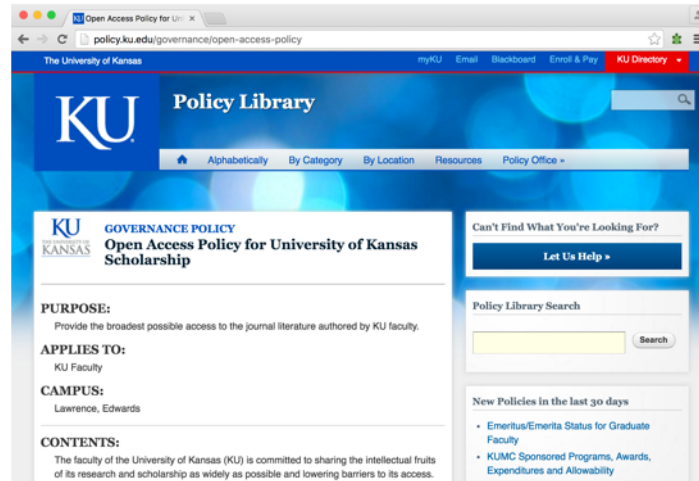 Open Access Policy for Uni
policy.ku.edu/governance/open-access-policy
The University of Kansas
myKU Email Blackboard Enroll & Pay KU Directory
KU
Policy Library
Alphabetically By Category By Location Resources Policy Office »
KU
THE UNIVERSITY OF
KANSAS
GOVERNANCE POLICY
Open Access Policy for University of Kansas
Scholarship
PURPOSE:
Provide the broadest possible access to the journal literature authored by KU faculty.
APPLIES TO:
KU Faculty
CAMPUS:
Lawrence, Edwards
CONTENTS:
The faculty of the University of Kansas (KU) is committed to sharing the intellectual fruits
of its research and scholarship as widely as possible and lowering barriers to its access.
Can't Find What You're Looking For?
Let Us Help »
Policy Library Search
Search
New Policies in the last 30 days
• Emeritus/Emerita Status for Graduate
Faculty
• KUMC Sponsored Programs, Awards,
Expenditures and Allowability